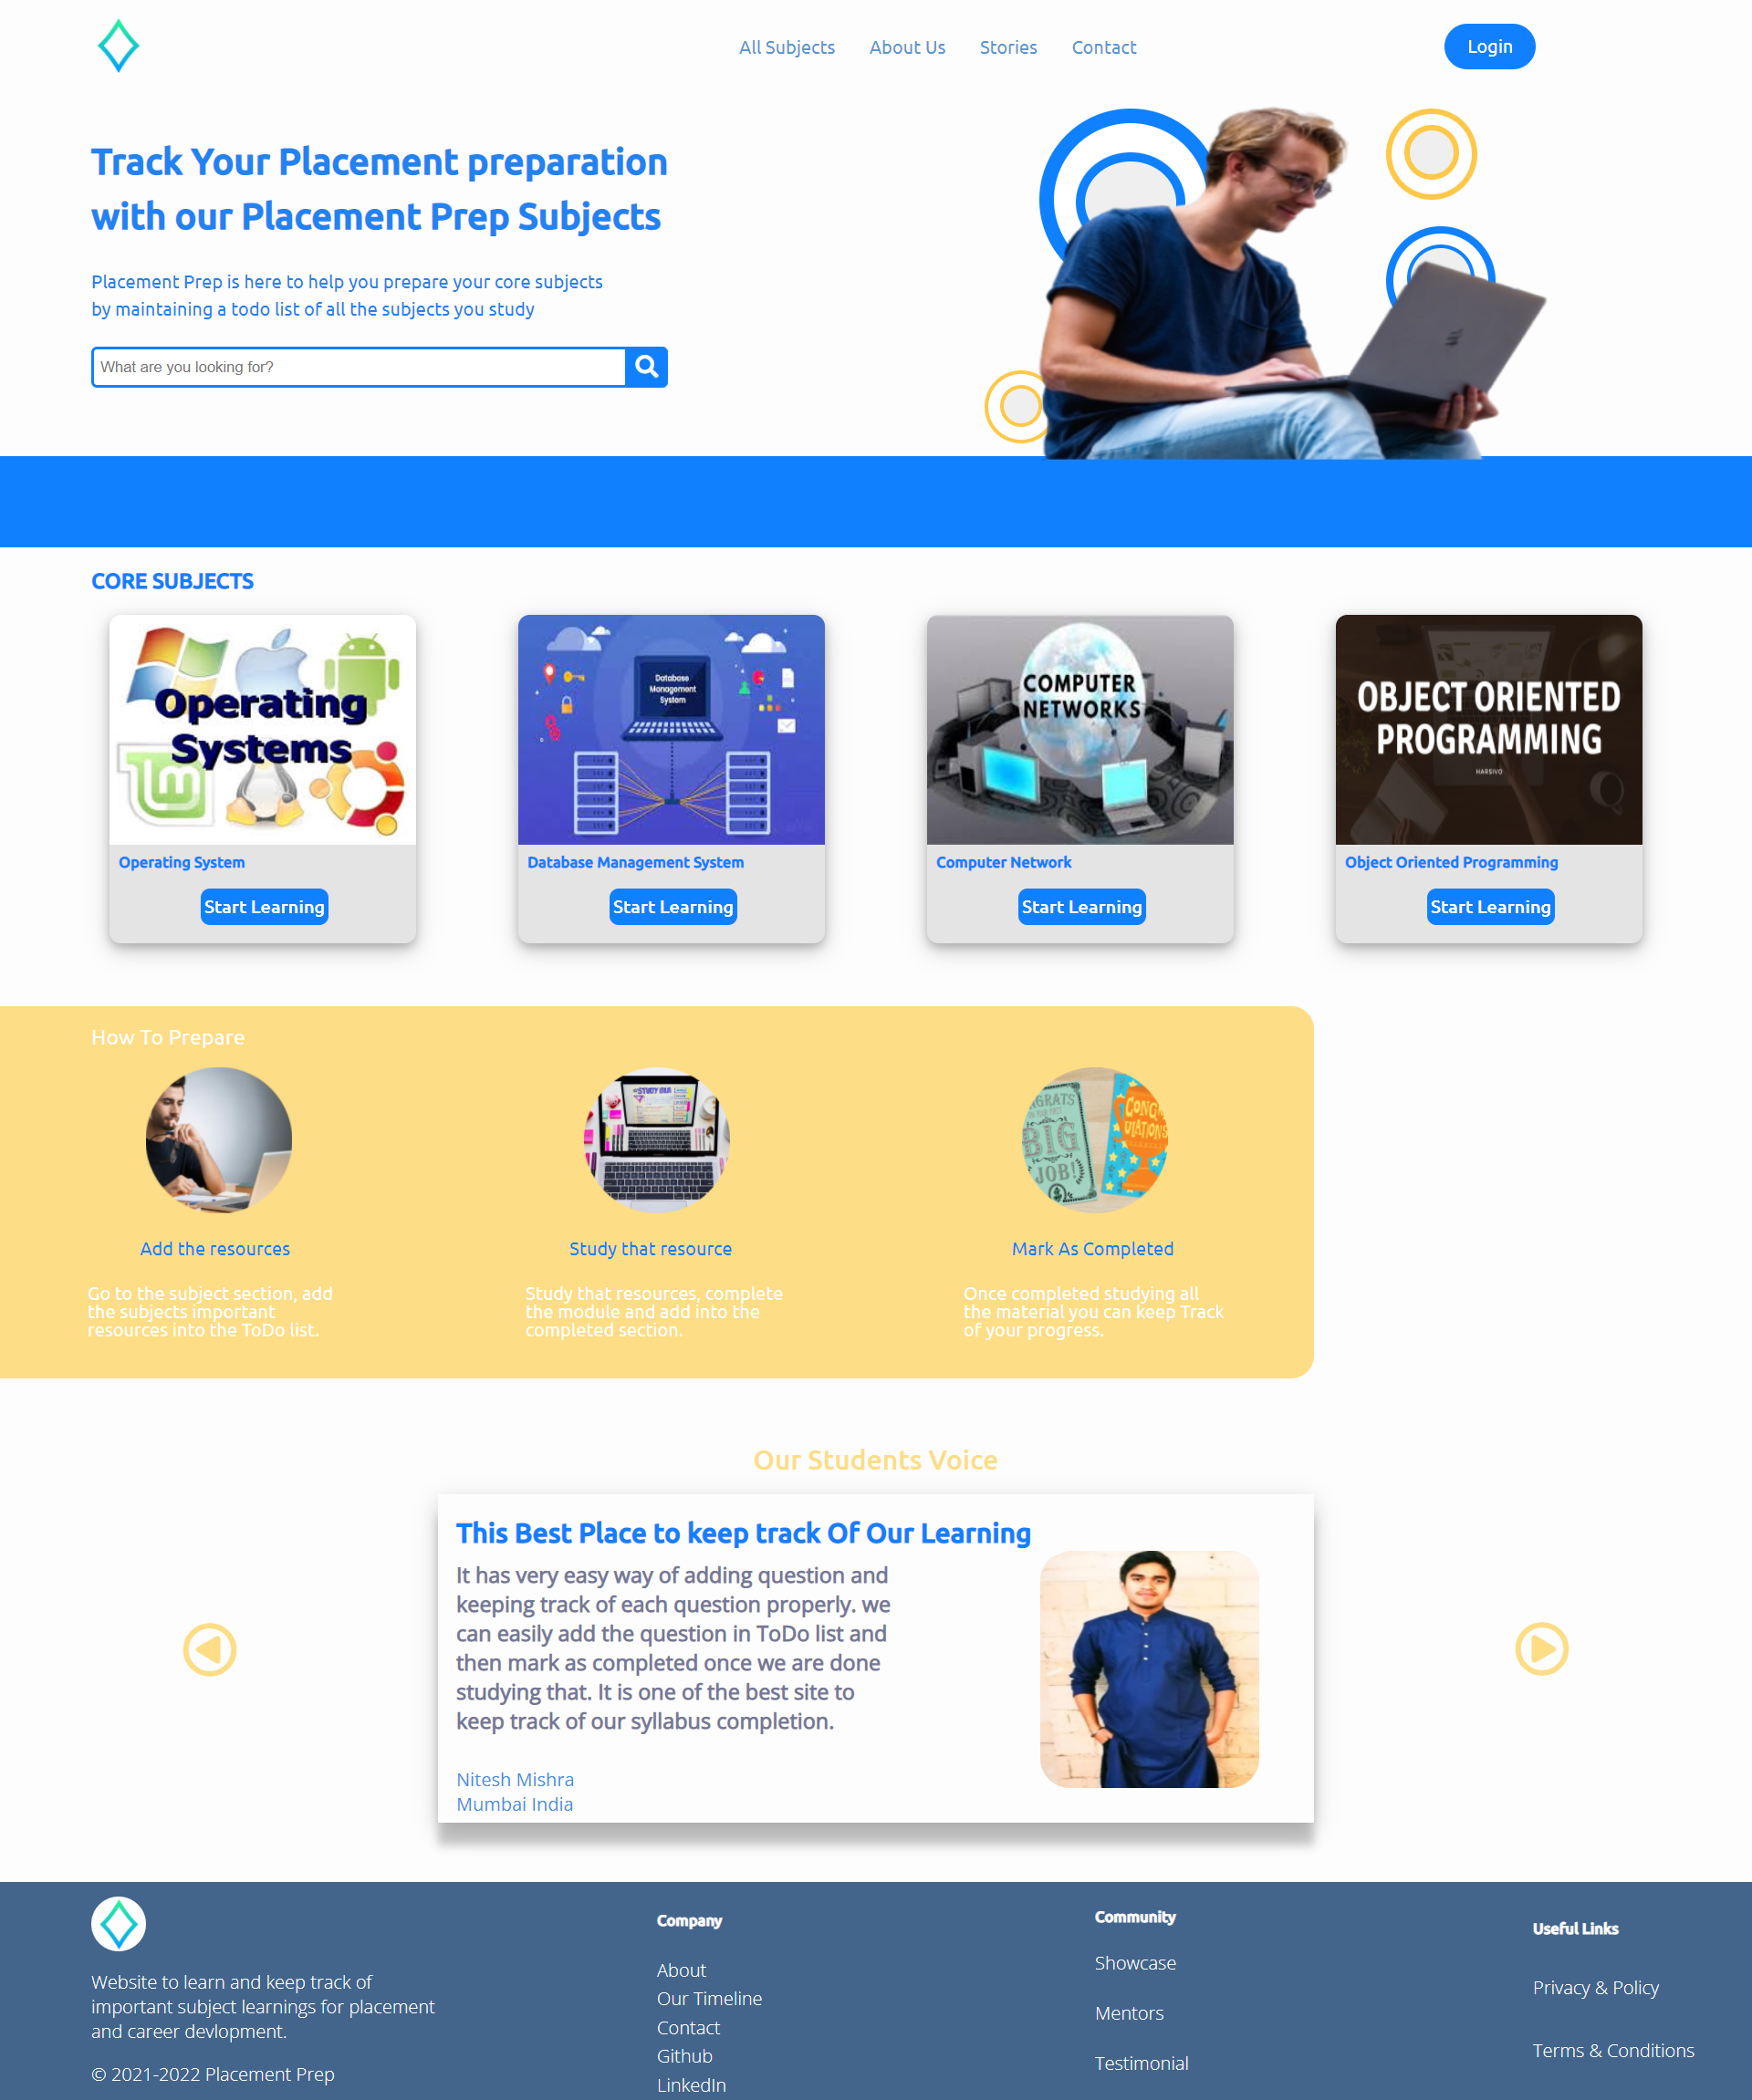 All Subjects
About Us
Stories
Contact
Login
Track Your Placement preparation
with our Placement Prep Subjects
Placement Prep is here to help you prepare your core subjects
by maintaining a todo list of all the subjects you study
What are you looking for?
CORE SUBJECTS
Operating
Systems
Database
Management
System
COMPUTER
NETWORKS
OBJECT ORIENTED
PROGRAMMING
HARSIVO
Operating System
Database Management System
Computer Network
Object Oriented Programming
Start Learning
Start Learning
Start Learning
Start Learning
How To Prepare
BIG
JOB!
Add the resources
Study that resource
Mark As Completed
Go to the subject section, add
the subjects important
resources into the ToDo list.
Study that resources, complete
the module and add into the
completed section.
Once completed studying all
the material you can keep Track
of your progress.
Our Students Voice
This Best Place to keep track Of Our Learning
It has very easy way of adding question and
keeping track of each question properly. we
can easily add the question in ToDo list and
then mark as completed once we are done
studying that. It is one of the best site to
keep track of our syllabus completion.
Nitesh Mishra
Mumbai India
Website to learn and keep track of
important subject learnings for placement
and career devlopment.
© 2021-2022 Placement Prep
Company
About
Our Timeline
Contact
Github
LinkedIn
Community
Showcase
Mentors
Testimonial
Useful Links
Privacy & Policy
Terms & Conditions